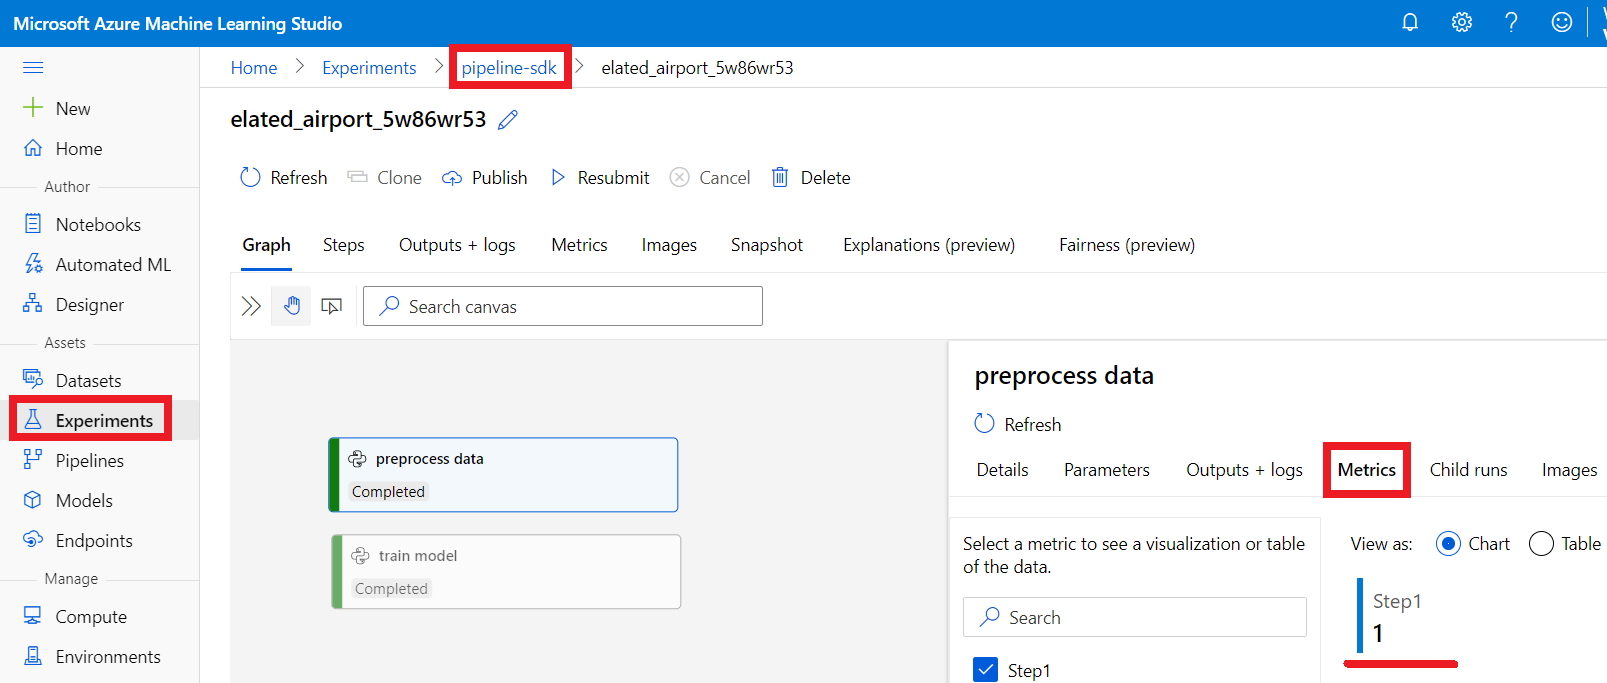 Microsoft Azure Machine Learning Studio
Home > Experiments > pipeline-sdk > elated_airport_5w86wr53
New
Home
Author
Notebooks
Automated ML
Designer
Assets
Datasets
Experiments
Pipelines
Models
Endpoints
Manage
Compute
Environments
elated_airport_5w86wr53
Refresh Clone Publish Resubmit Cancel Delete
Graph Steps Outputs + logs Metrics Images Snapshot Explanations (preview) Fairness (preview)
Search canvas
preprocess data
Completed
train model
Completed
preprocess data
Refresh
Details Parameters Outputs + logs Metrics Child runs Images
Select a metric to see a visualization or table
of the data.
Search
Step1
View as: Chart Table
Step1
1